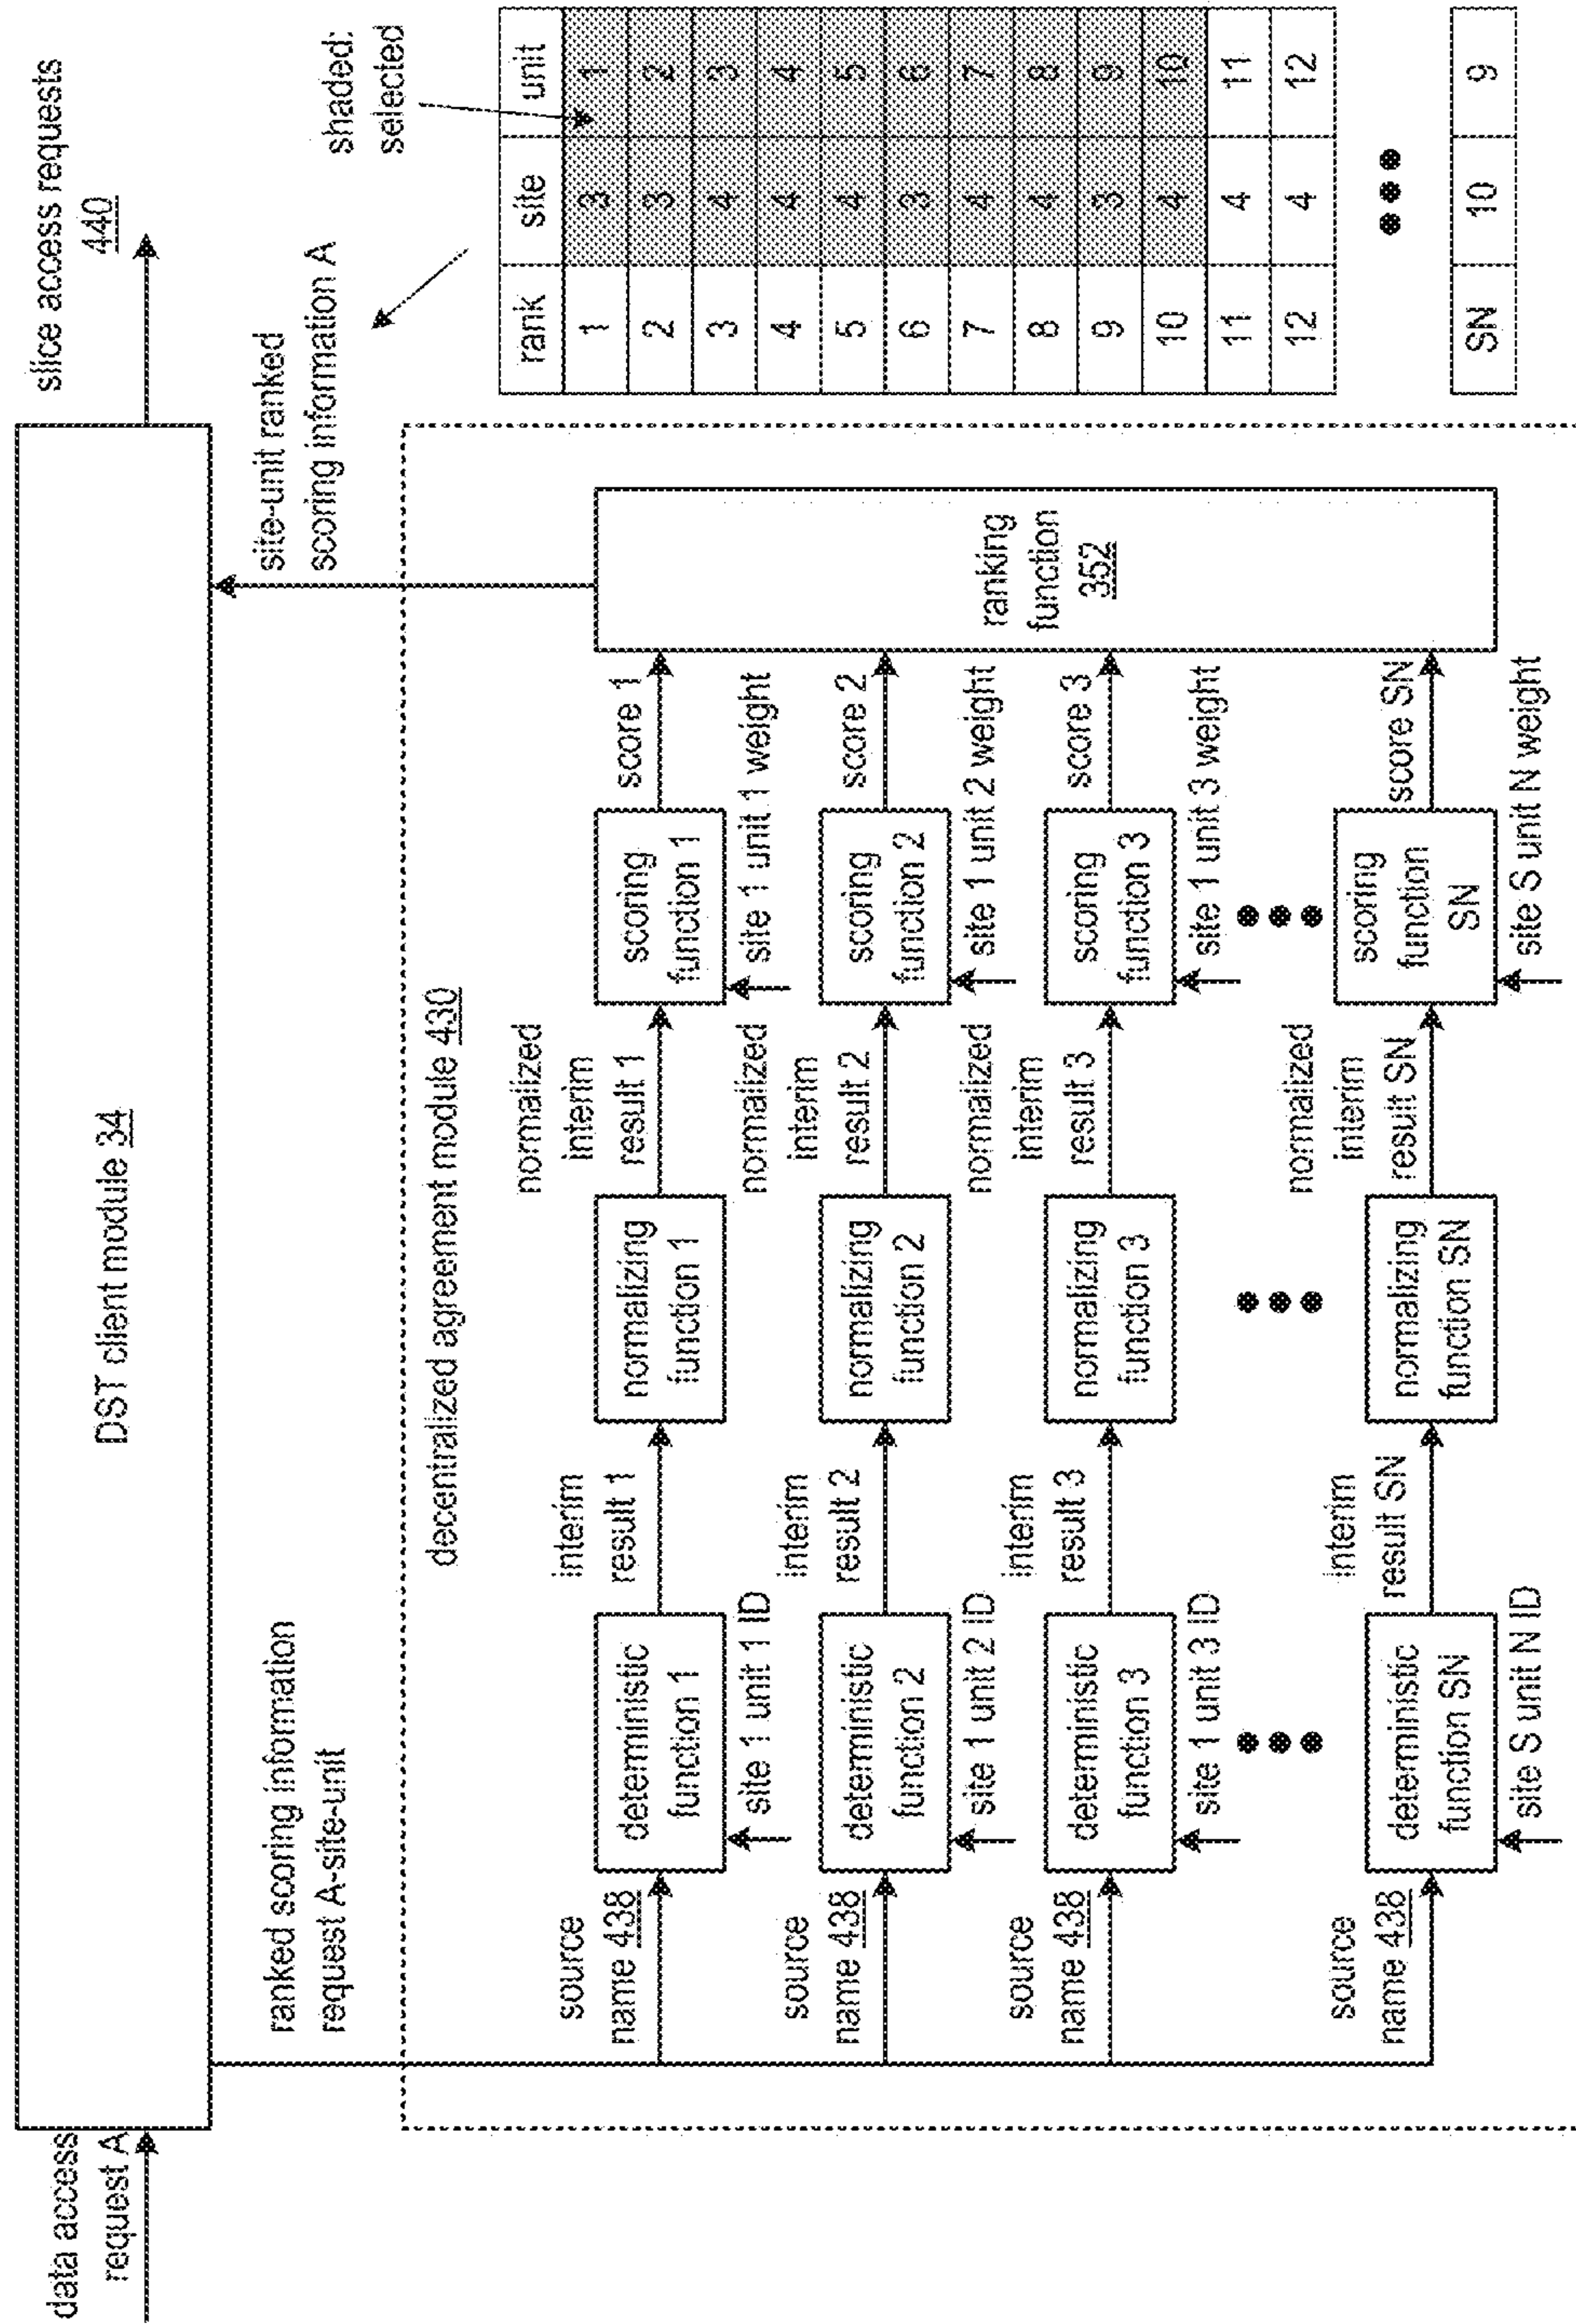 data access
request A
DST client module 34
slice access requests
440
ranked scoring information
request A-site-unit
site-unit ranked
scoring information A
decentralized agreement module 430
source
name 438
deterministic
function 1
site 1 unit 1 ID
interim
result 1
normalizing
function 1
normalized
interim
result 1
scoring
function 1
site 1 unit 1 weight
score 1
source
name 438
deterministic
function 2
site 1 unit 2 ID
interim
result 2
normalizing
function 2
normalized
interim
result 2
scoring
function 2
site 1 unit 2 weight
score 2
source
name 438
deterministic
function 3
site 1 unit 3 ID
interim
result 3
normalizing
function 3
normalized
interim
result 3
scoring
function 3
site 1 unit 3 weight
score 3
source
name 438
deterministic
function SN
site S unit N ID
interim
result SN
normalizing
function SN
normalized
interim
result SN
scoring
function
SN
site S unit N weight
score SN
ranking
function
352
shaded:
selected
rank site unit
1 3 1
2 3 2
3 4 3
4 4 4
5 4 5
6 3 6
7 4 7
8 4 8
9 3 9
10 4 10
11 4 11
12 4 12
SN 10 9